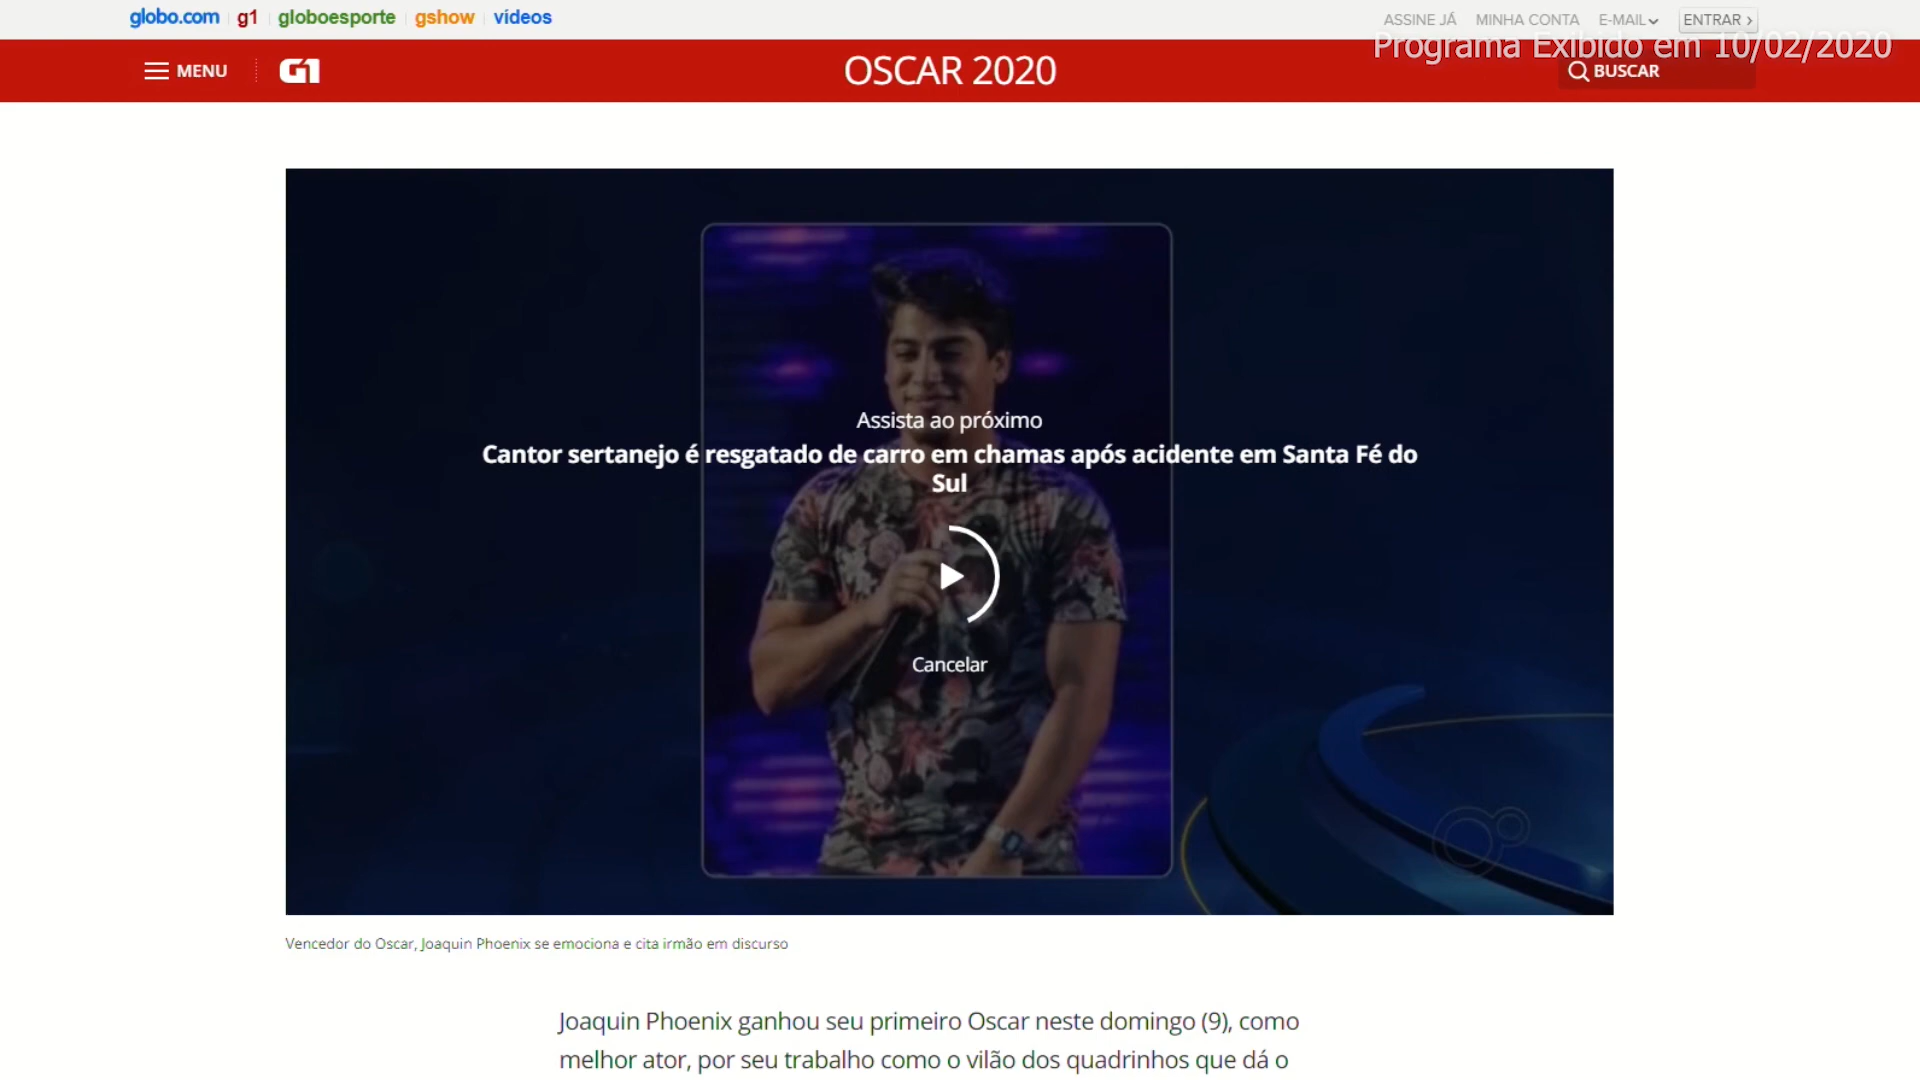 globo.com g1 globoesporte gshow vídeos
ASSINE JÁ MINHA CONTA E-MAIL ENTRAR ›
Programa Exibido em 10/02/2020
MENU G1 OSCAR 2020 BUSCAR
Assista ao próximo
Cantor sertanejo é resgatado de carro em chamas após acidente em Santa Fé do
Sul
Cancelar
Vencedor do Oscar, Joaquin Phoenix se emociona e cita irmão em discurso
Joaquin Phoenix ganhou seu primeiro Oscar neste domingo (9), como
melhor ator, por seu trabalho como o vilão dos quadrinhos que dá o